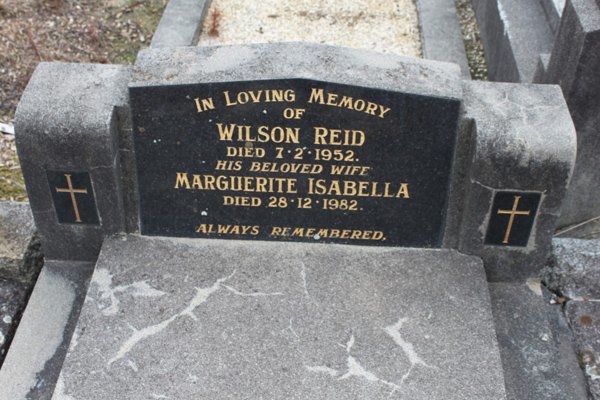 IN LOVING MEMORY
OF
WILSON REID
DIED 7·2·1952.
HIS BELOVED WIFE
MARGUERITE ISABELLA
DIED 28·12·1982.
ALWAYS REMEMBERED.